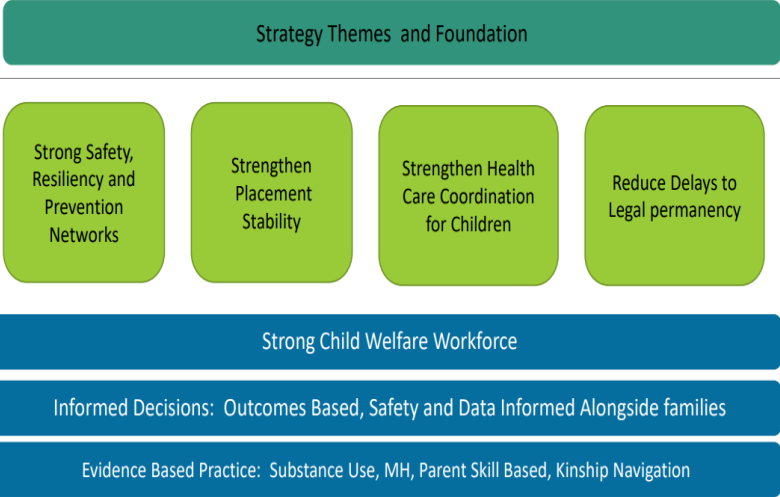 Strategy Themes and Foundation
Strong Safety,
Resiliency and
Prevention
Networks
Strengthen
Placement
Stability
Strengthen Health
Care Coordination
for Children
Reduce Delays to
Legal permanency
Strong Child Welfare Workforce
Informed Decisions: Outcomes Based, Safety and Data Informed Alongside families
Evidence Based Practice: Substance Use, MH, Parent Skill Based, Kinship Navigation